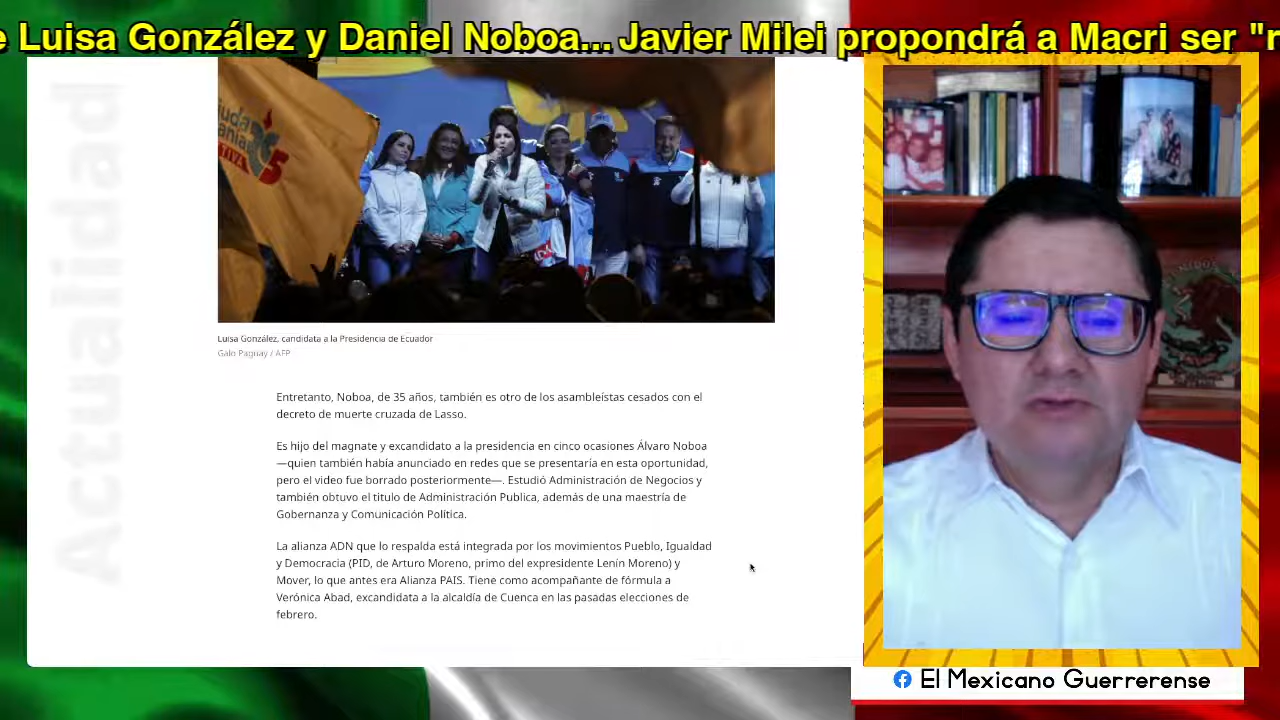 e Luisa González y Daniel Noboa... Javier Milei propondrá a Macri ser "r
Actualidad
iuda
ania
TIVA
5
Luisa González, candidata a la Presidencia de Ecuador
Galo Paguay / AFP
Entretanto, Noboa, de 35 años, también es otro de los asambleístas cesados con el
decreto de muerte cruzada de Lasso.
Es hijo del magnate y excandidato a la presidencia en cinco ocasiones Álvaro Noboa
—quien también había anunciado en redes que se presentaría en esta oportunidad,
pero el video fue borrado posteriormente—. Estudió Administración de Negocios y
también obtuvo el titulo de Administración Publica, además de una maestría de
Gobernanza y Comunicación Política.
La alianza ADN que lo respalda está integrada por los movimientos Pueblo, Igualdad
y Democracia (PID, de Arturo Moreno, primo del expresidente Lenín Moreno) y
Mover, lo que antes era Alianza PAIS. Tiene como acompañante de fórmula a
Verónica Abad, excandidata a la alcaldía de Cuenca en las pasadas elecciones de
febrero.
El Mexicano Guerrerense